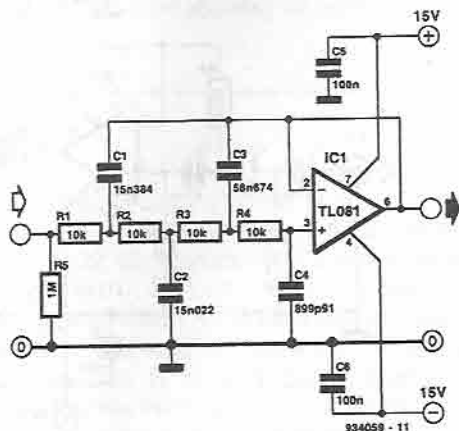 15V
+
C5
100n
C1
15n384
C3
58n674
IC1
2
7
−
TL081
6
3
+
4
R1
10k
R2
10k
R3
10k
R4
10k
R5
1M
C2
15n022
C4
899p91
0
0
C6
100n
15V
−
934059 - 11